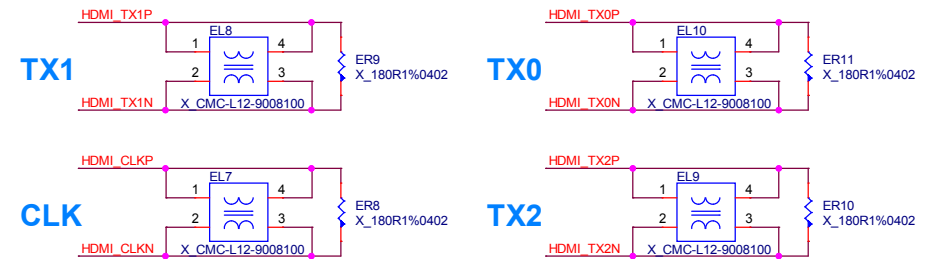 HDMI_TX1P
EL8
1
4
TX1
ER9
X_180R1%0402
2
3
HDMI_TX1N
X_CMC-L12-9008100
HDMI_TX0P
EL10
1
4
TX0
ER11
X_180R1%0402
2
3
HDMI_TX0N
X_CMC-L12-9008100
HDMI_CLKP
EL7
1
4
CLK
ER8
X_180R1%0402
2
3
HDMI_CLKN
X_CMC-L12-9008100
HDMI_TX2P
EL9
1
4
TX2
ER10
X_180R1%0402
2
3
HDMI_TX2N
X_CMC-L12-9008100